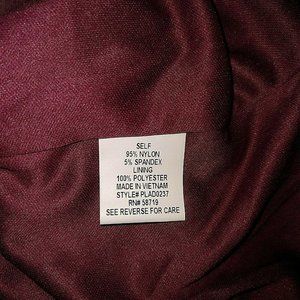 SELF
95% NYLON
5% SPANDEX
LINING
100% POLYESTER
MADE IN VIETNAM
STYLE# PLAD0237
RN# 58719
SEE REVERSE FOR CARE